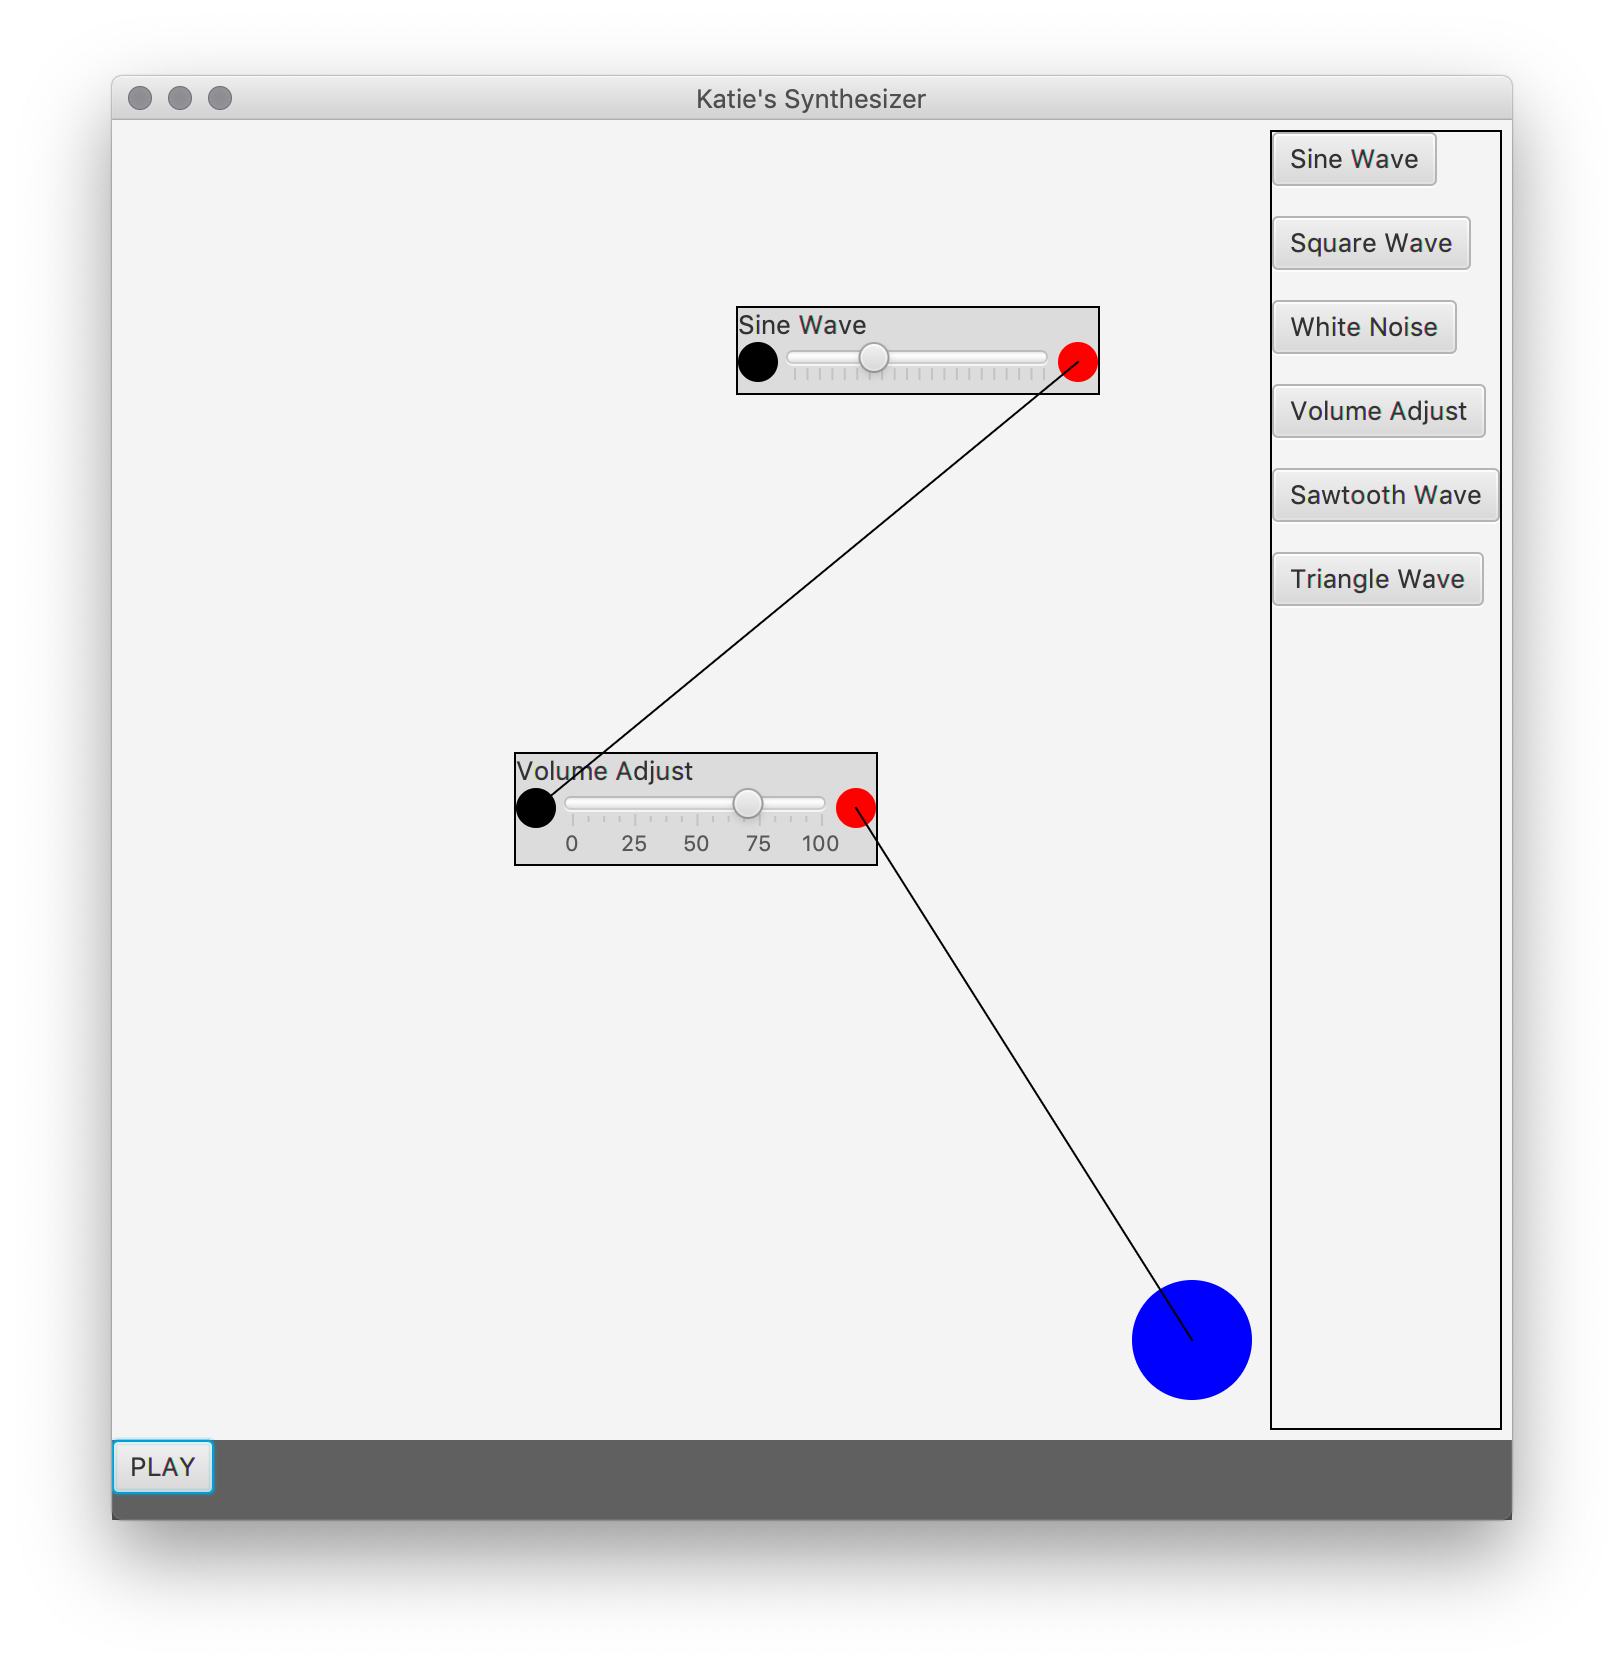 Katie's Synthesizer
Sine Wave
Square Wave
White Noise
Volume Adjust
Sawtooth Wave
Triangle Wave
Sine Wave
Volume Adjust
0 25 50 75 100
PLAY